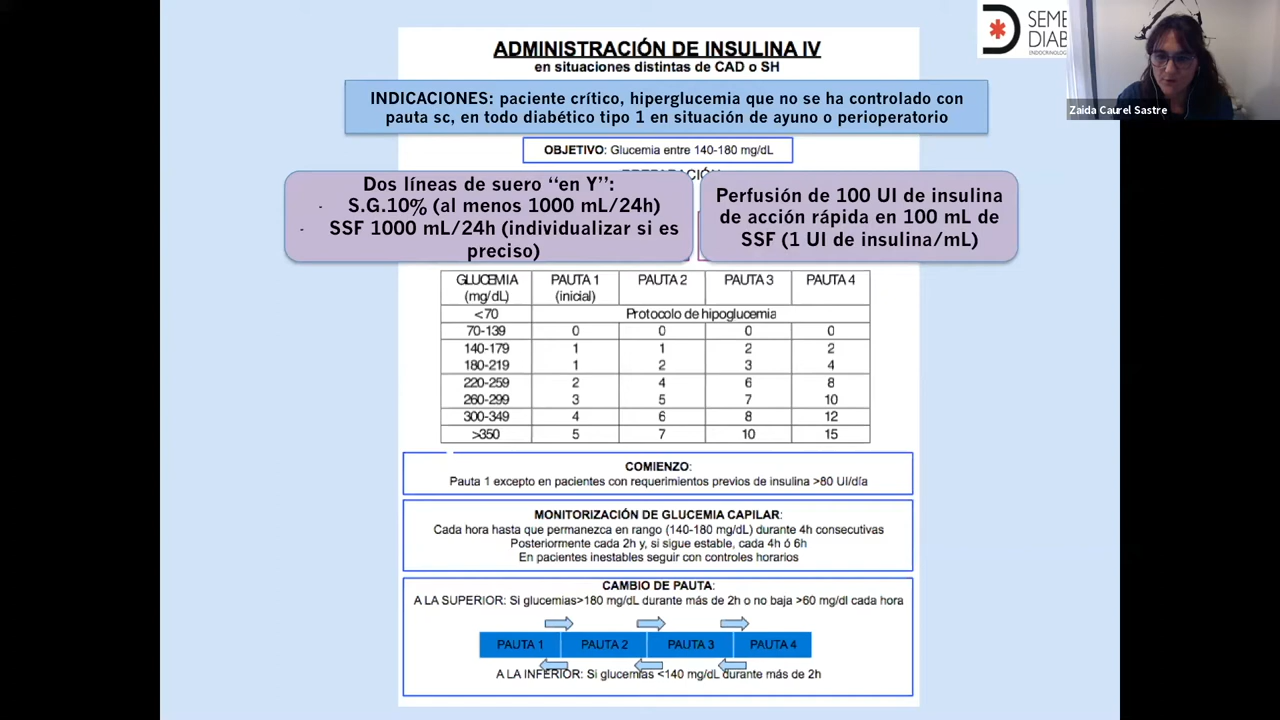 SEME
DIAB
ENDOCRINOLOG
Zaida Caurel Sastre
ADMINISTRACIÓN DE INSULINA IV
en situaciones distintas de CAD o SH
INDICACIONES: paciente crítico, hiperglucemia que no se ha controlado con
pauta sc, en todo diabético tipo 1 en situación de ayuno o perioperatorio
OBJETIVO: Glucemia entre 140-180 mg/dL
Dos líneas de suero “en Y”:
- S.G.10% (al menos 1000 mL/24h)
- SSF 1000 mL/24h (individualizar si es
preciso)
Perfusión de 100 UI de insulina
de acción rápida en 100 mL de
SSF (1 UI de insulina/mL)
GLUCEMIA PAUTA 1 PAUTA 2 PAUTA 3 PAUTA 4
(mg/dL) (inicial)
<70 Protocolo de hipoglucemia
70-139 0 0 0 0
140-179 1 1 2 2
180-219 1 2 3 4
220-259 2 4 6 8
260-299 3 5 7 10
300-349 4 6 8 12
>350 5 7 10 15
COMIENZO:
Pauta 1 excepto en pacientes con requerimientos previos de insulina >80 UI/día
MONITORIZACIÓN DE GLUCEMIA CAPILAR:
Cada hora hasta que permanezca en rango (140-180 mg/dL) durante 4h consecutivas
Posteriormente cada 2h y, si sigue estable, cada 4h ó 6h
En pacientes inestables seguir con controles horarios
CAMBIO DE PAUTA:
A LA SUPERIOR: Si glucemias>180 mg/dL durante más de 2h o no baja >60 mg/dl cada hora
PAUTA 1 PAUTA 2 PAUTA 3 PAUTA 4
A LA INFERIOR: Si glucemias <140 mg/dL durante más de 2h